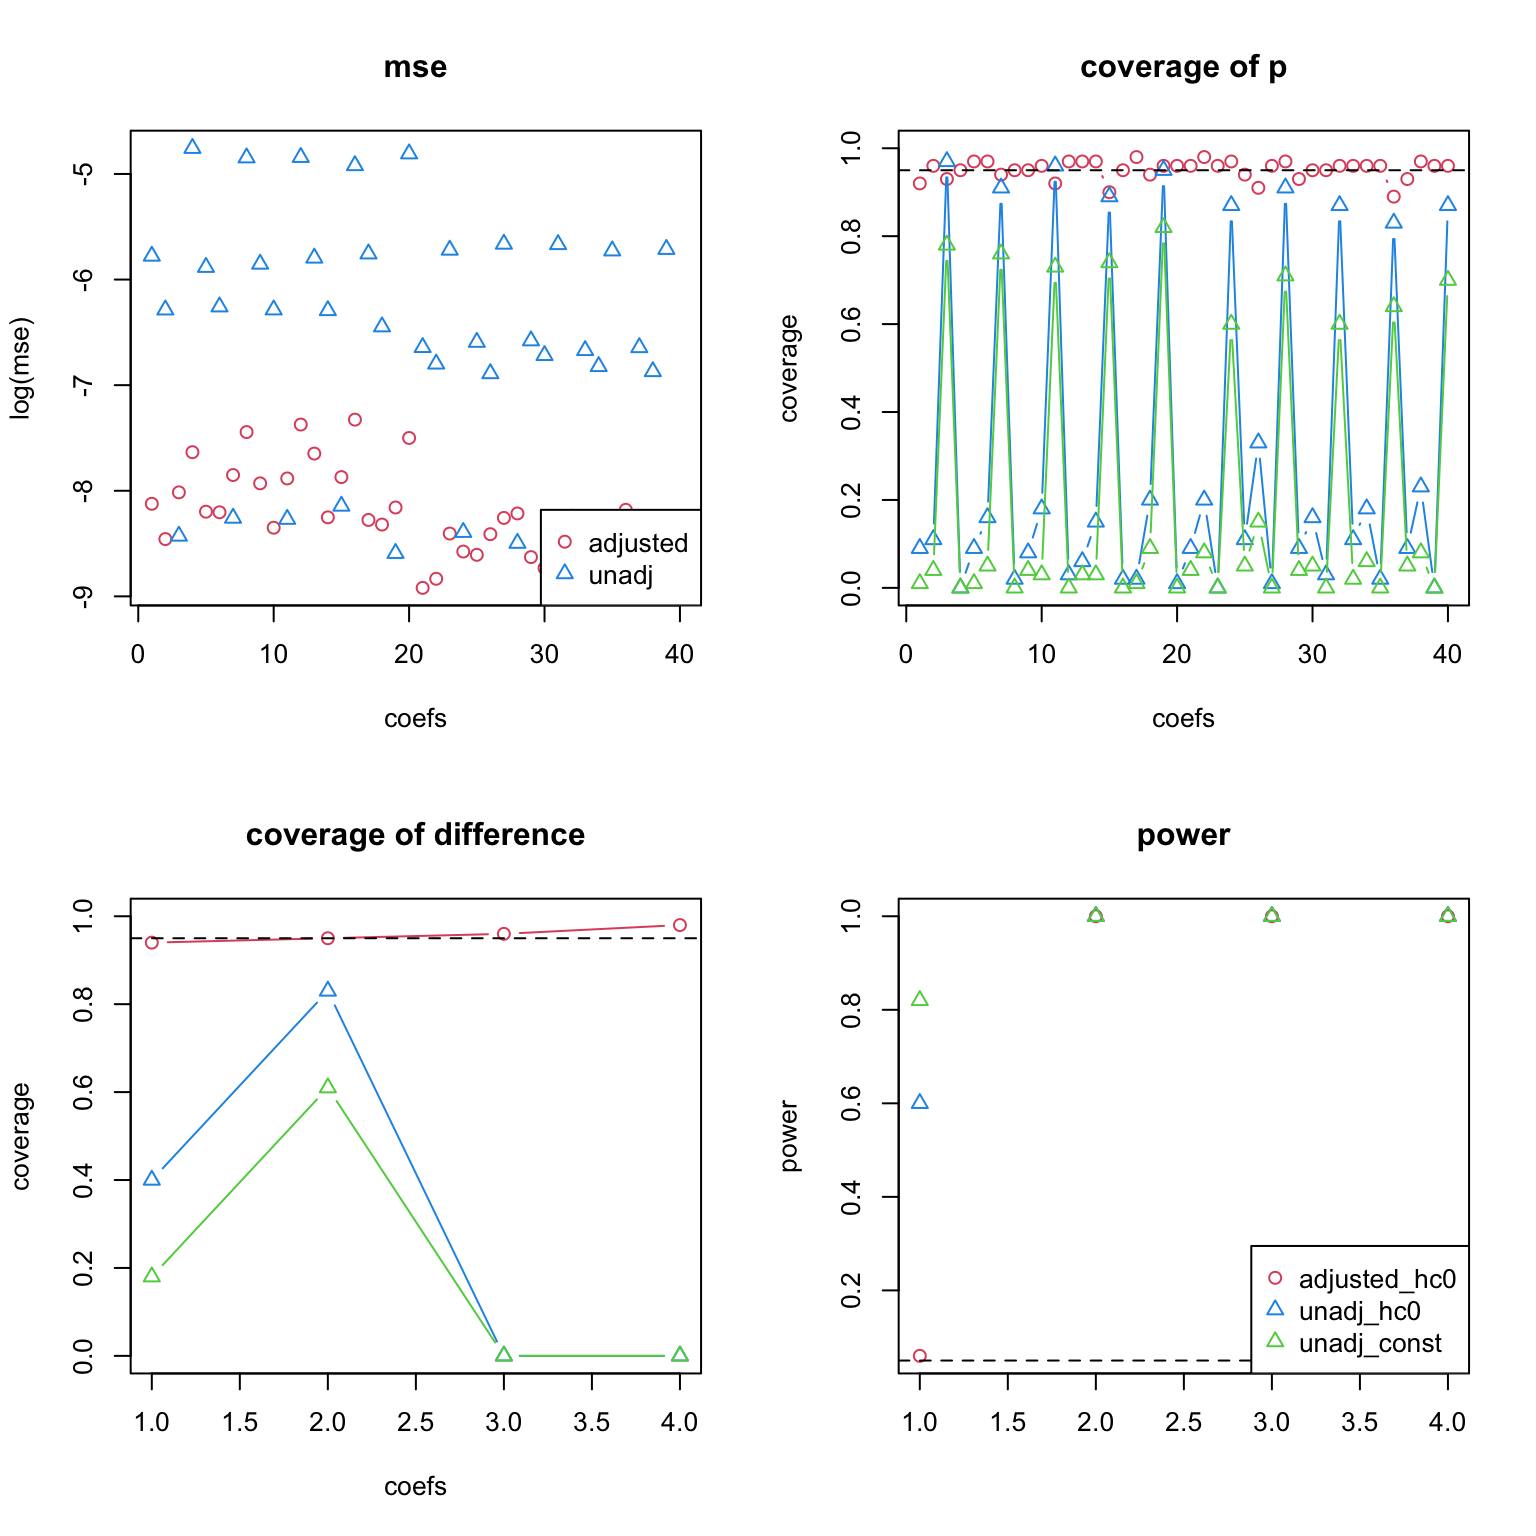 mse
log(mse)
-5
-6
-7
-8
-9
adjusted
unadj
0 10 20 30 40
coefs
coverage of p
coverage
1.0
0.8
0.6
0.4
0.2
0.0
0 10 20 30 40
coefs
coverage of difference
coverage
1.0
0.8
0.6
0.4
0.2
0.0
1.0 1.5 2.0 2.5 3.0 3.5 4.0
coefs
power
power
1.0
0.8
0.6
0.4
0.2
adjusted_hc0
unadj_hc0
unadj_const
1.0 1.5 2.0 2.5 3.0 3.5 4.0